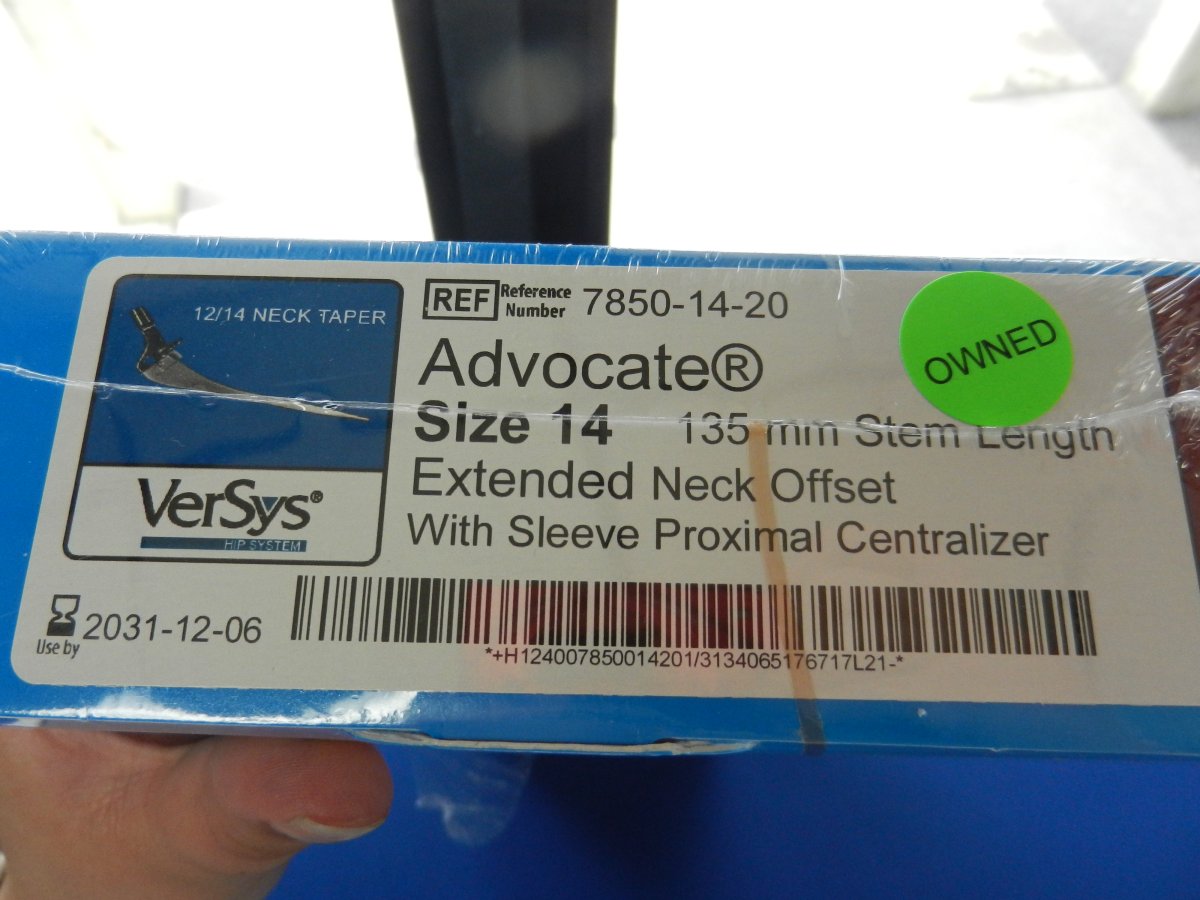 12/14 NECK TAPER
VerSys®
HIP SYSTEM
REF Reference Number 7850-14-20
OWNED
Advocate®
Size 14 135 mm Stem Length
Extended Neck Offset
With Sleeve Proximal Centralizer
Use by 2031-12-06
*+H124007850014201/3134065176717L21-*